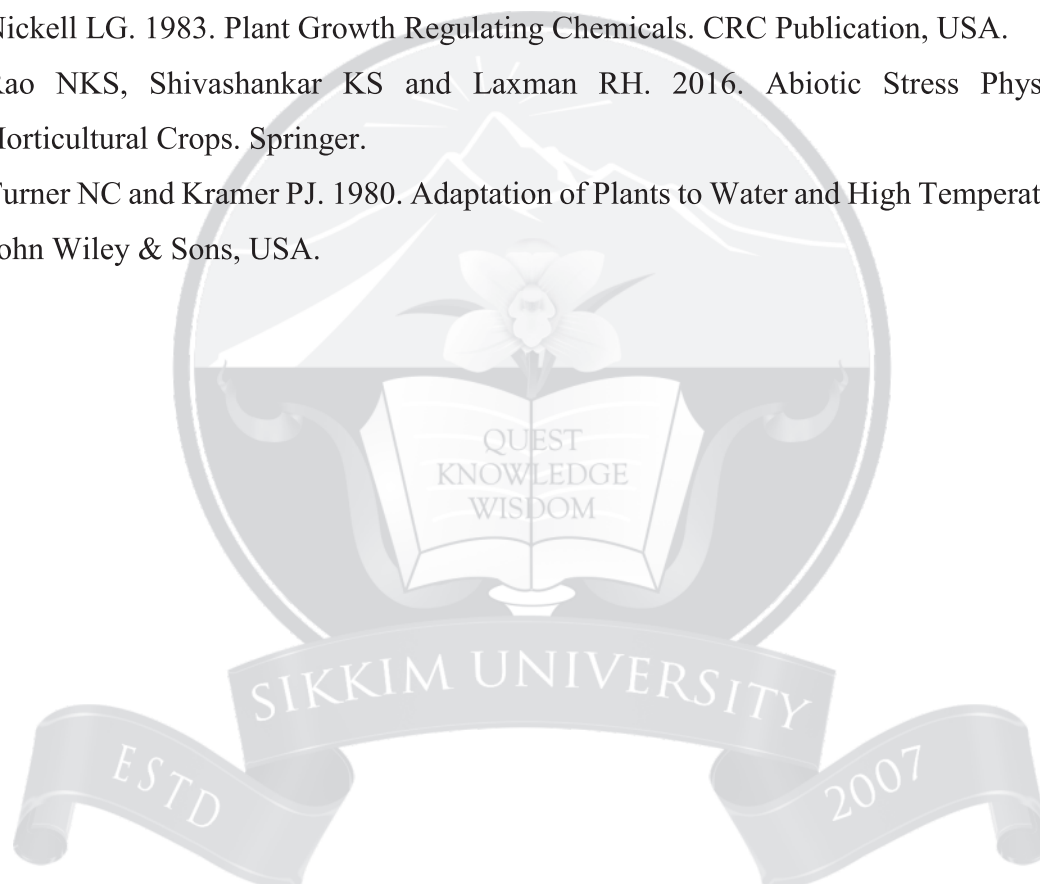 Nickell LG. 1983. Plant Growth Regulating Chemicals. CRC Publication, USA.
Rao NKS, Shivashankar KS and Laxman RH. 2016. Abiotic Stress Phys
Horticultural Crops. Springer.
Turner NC and Kramer PJ. 1980. Adaptation of Plants to Water and High Temperat
John Wiley & Sons, USA.
QUEST
KNOWLEDGE
WISDOM
SIKKIM UNIVERSITY
ESTD
2007